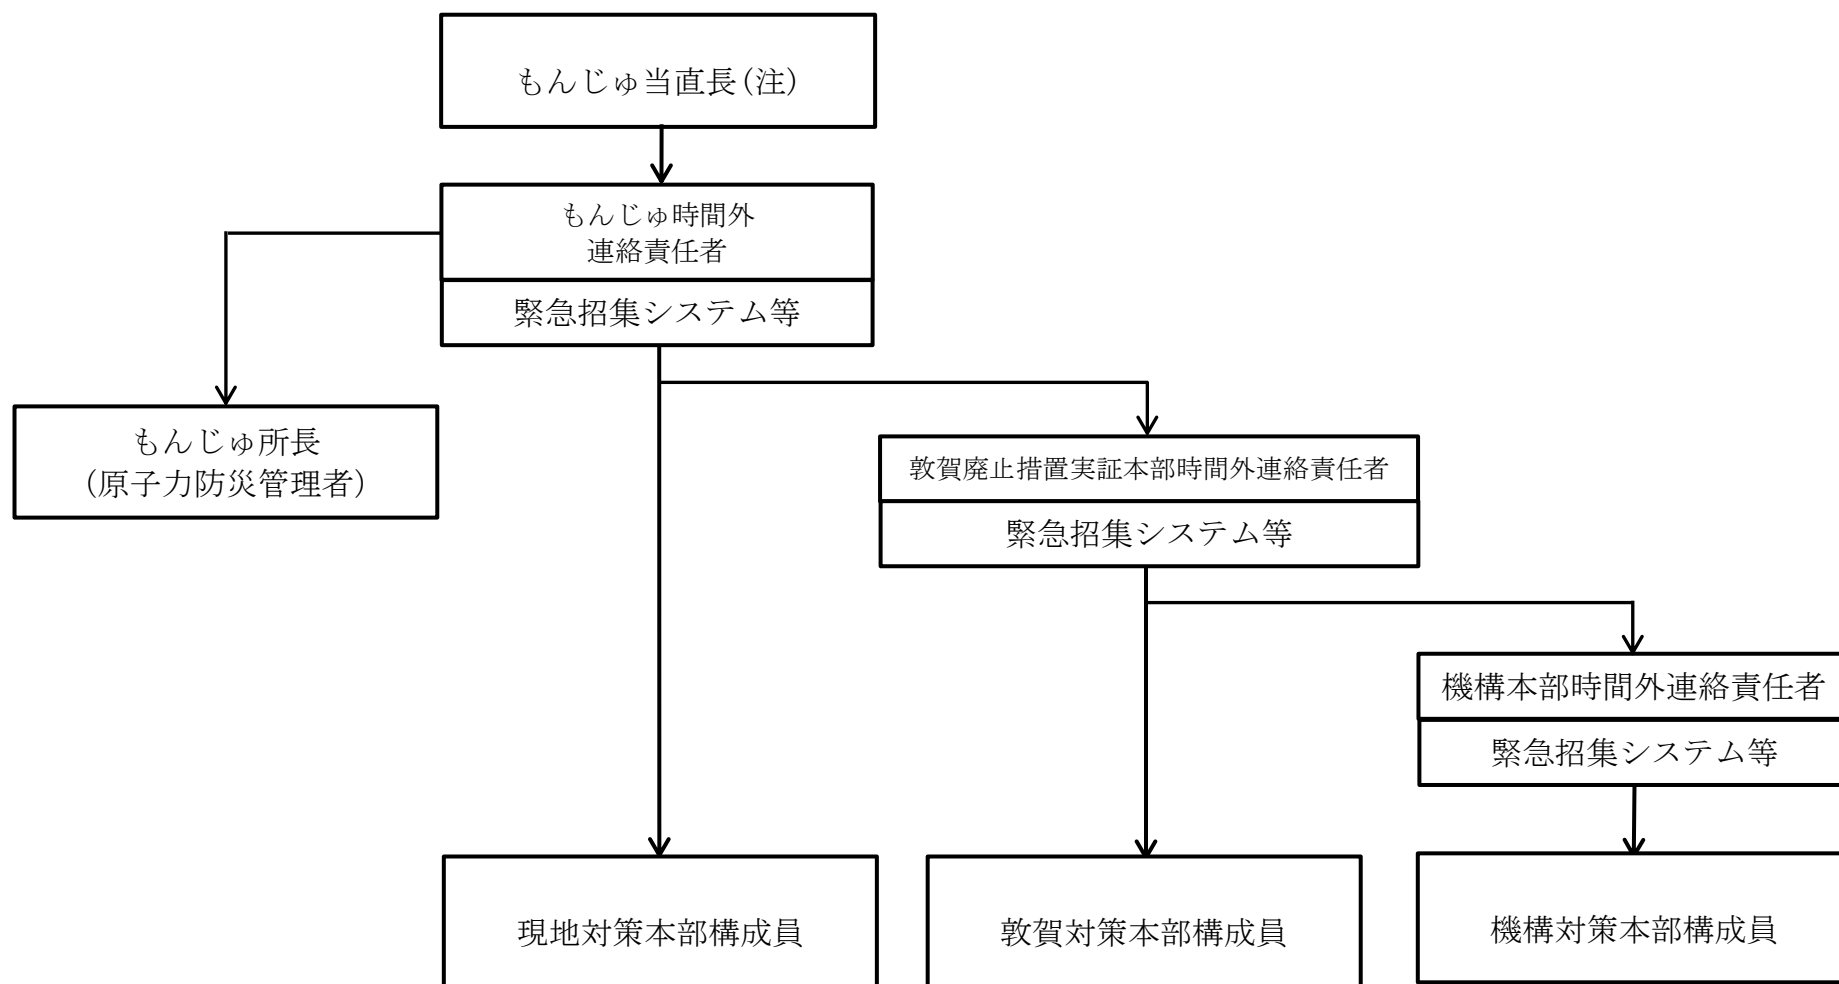 もんじゅ当直長(注)
もんじゅ時間外
連絡責任者
緊急招集システム等
もんじゅ所長
(原子力防災管理者)
敦賀廃止措置実証本部時間外連絡責任者
緊急招集システム等
機構本部時間外連絡責任者
緊急招集システム等
現地対策本部構成員
敦賀対策本部構成員
機構対策本部構成員